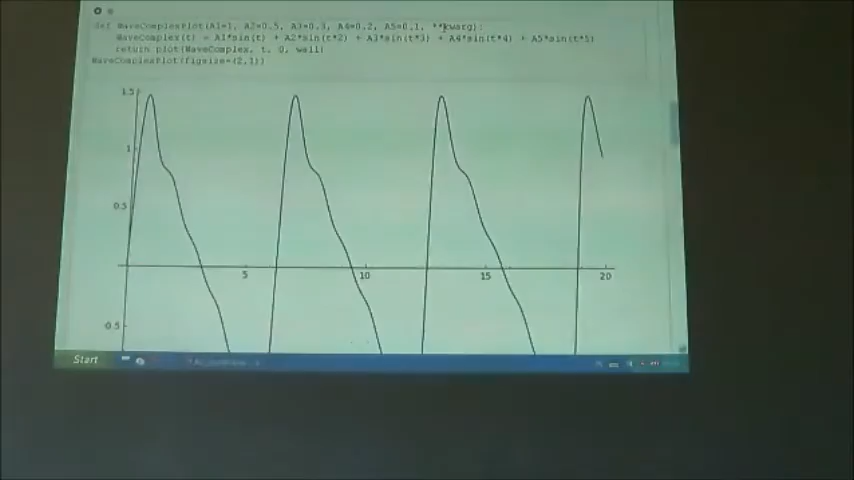 def WaveComplexPlot(A1=1, A2=0.5, A3=0.3, A4=0.2, A5=0.1, **kwarg):
WaveComplex(t) = A1*sin(t) + A2*sin(t*2) + A3*sin(t*3) + A4*sin(t*4) + A5*sin(t*5)
return plot(WaveComplex, t, 0, wall)
WaveComplexPlot(figsize=(2,1))
1.5
1
0.5
5
10
15
20
0.5
Start